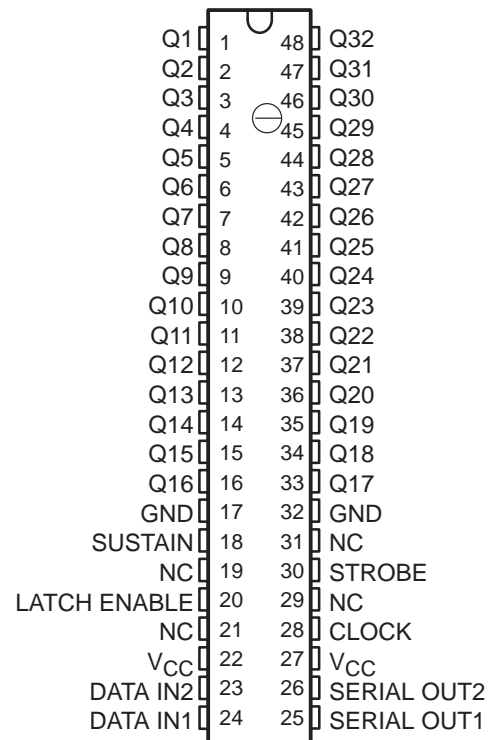 Q1 1 48 Q32
Q2 2 47 Q31
Q3 3 46 Q30
Q4 4 45 Q29
Q5 5 44 Q28
Q6 6 43 Q27
Q7 7 42 Q26
Q8 8 41 Q25
Q9 9 40 Q24
Q10 10 39 Q23
Q11 11 38 Q22
Q12 12 37 Q21
Q13 13 36 Q20
Q14 14 35 Q19
Q15 15 34 Q18
Q16 16 33 Q17
GND 17 32 GND
SUSTAIN 18 31 NC
NC 19 30 STROBE
LATCH ENABLE 20 29 NC
NC 21 28 CLOCK
VCC 22 27 VCC
DATA IN2 23 26 SERIAL OUT2
DATA IN1 24 25 SERIAL OUT1